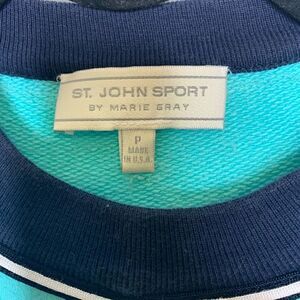 ST. JOHN SPORT
BY MARIE GRAY
P
MADE
IN U.S.A.